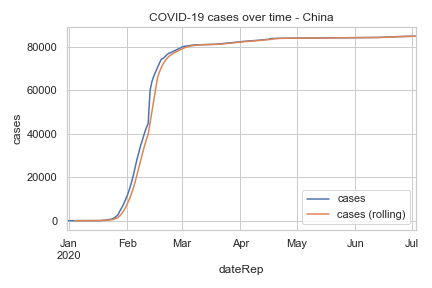 COVID-19 cases over time - China
80000
60000
40000
20000
0
cases
cases
cases (rolling)
Jan Feb Mar Apr May Jun Jul
2020
dateRep